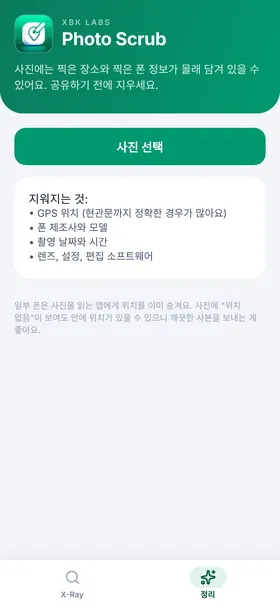 XBK LABS
Photo Scrub
사진에는 찍은 장소와 찍은 폰 정보가 몰래 담겨 있을 수
있어요. 공유하기 전에 지우세요.
사진 선택
지워지는 것:
• GPS 위치 (현관문까지 정확한 경우가 많아요)
• 폰 제조사와 모델
• 촬영 날짜와 시간
• 렌즈, 설정, 편집 소프트웨어
일부 폰은 사진을 읽는 앱에게 위치를 이미 숨겨요. 사진에 "위치
없음"이 보여도 안에 위치가 있을 수 있으니 깨끗한 사본을 보내는 게
좋아요.
X-Ray
정리